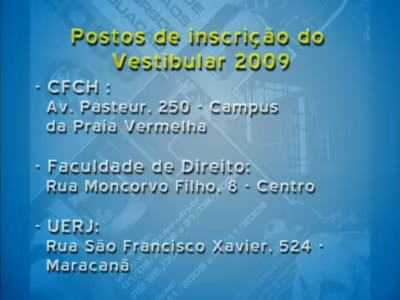 Postos de inscrição do
Vestibular 2009
- CFCH :
Av. Pasteur, 250 - Campus
da Praia Vermelha
- Faculdade de Direito:
Rua Moncorvo Filho, 8 - Centro
- UERJ:
Rua São Francisco Xavier, 524 -
Maracanã